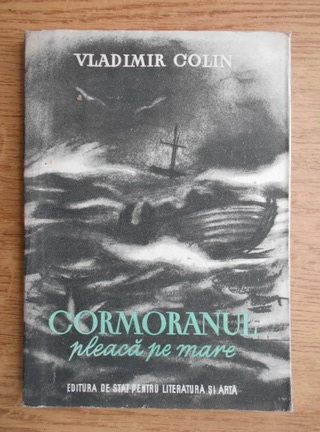 VLADIMIR COLIN
CORMORANUL
pleacă pe mare
EDITURA DE STAT PENTRU LITERATURĂ ȘI ARTĂ